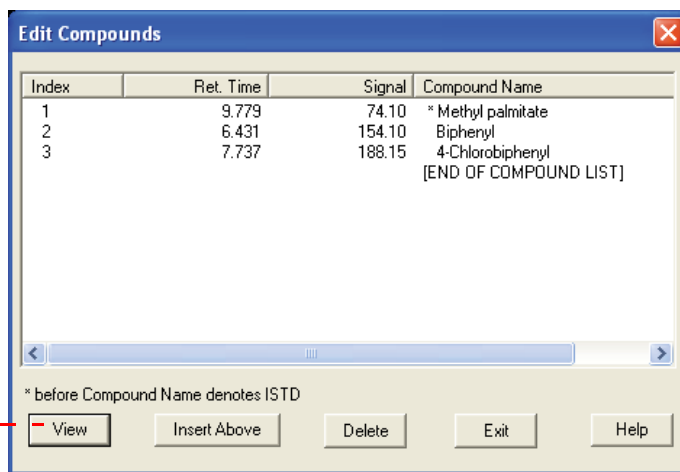 Edit Compounds
Index Ret. Time Signal Compound Name
1 9.779 74.10 * Methyl palmitate
2 6.431 154.10 Biphenyl
3 7.737 188.15 4-Chlorobiphenyl
[END OF COMPOUND LIST]
* before Compound Name denotes ISTD
View Insert Above Delete Exit Help